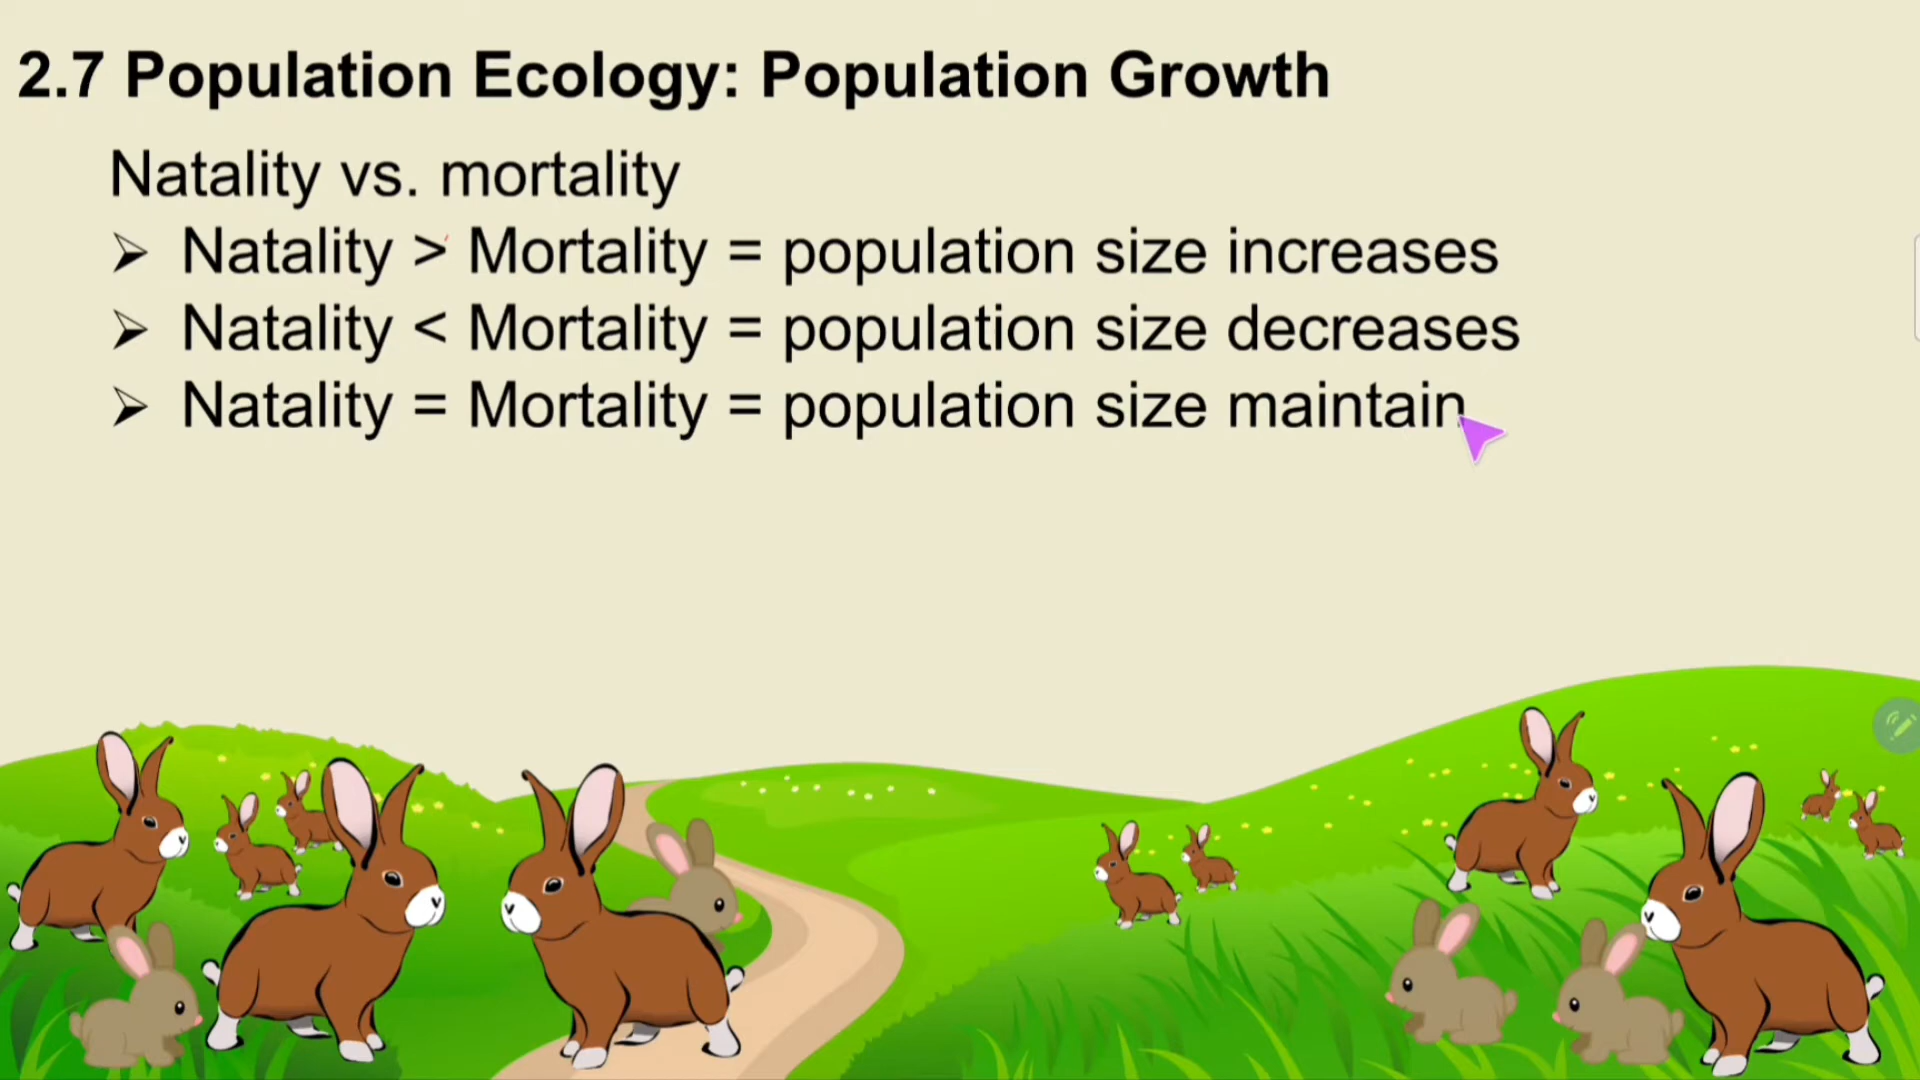 2.7 Population Ecology: Population Growth
Natality vs. mortality
➢ Natality > Mortality = population size increases
➢ Natality < Mortality = population size decreases
➢ Natality = Mortality = population size maintain